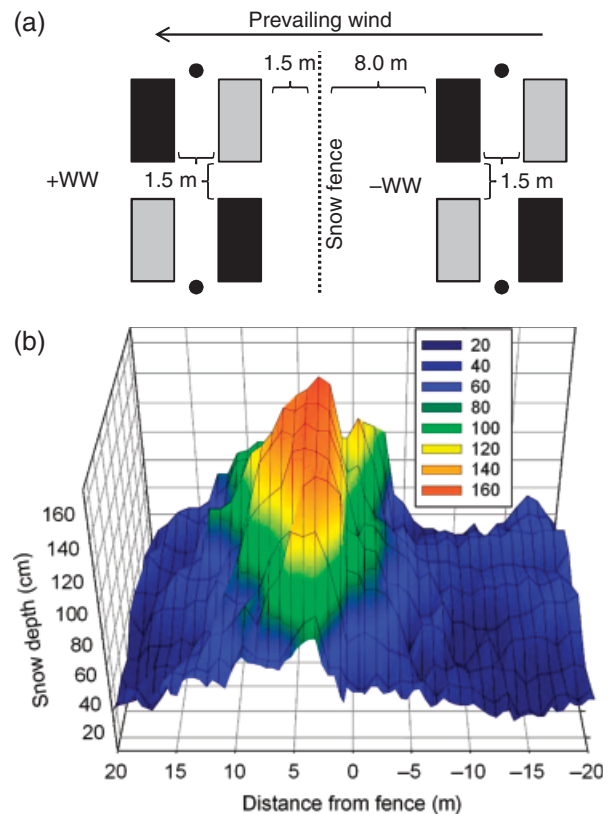 (a)
Prevailing wind
1.5 m
8.0 m
+WW
1.5 m
Snow fence
–WW
1.5 m
(b)
20
40
60
80
100
120
140
160
Snow depth (cm)
160
140
120
100
80
60
40
20
20 15 10 5 0 –5 –10 –15 –20
Distance from fence (m)